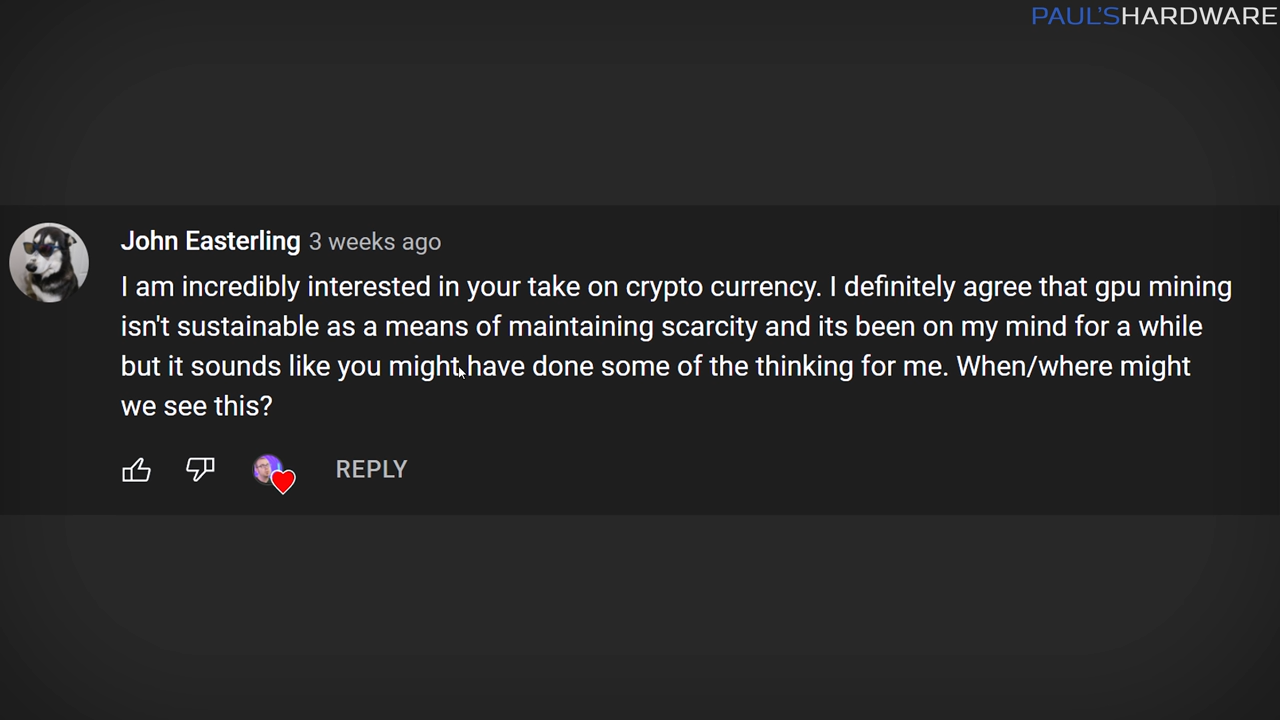 PAUL'SHARDWARE
John Easterling 3 weeks ago
I am incredibly interested in your take on crypto currency. I definitely agree that gpu mining
isn't sustainable as a means of maintaining scarcity and its been on my mind for a while
but it sounds like you might have done some of the thinking for me. When/where might
we see this?
REPLY